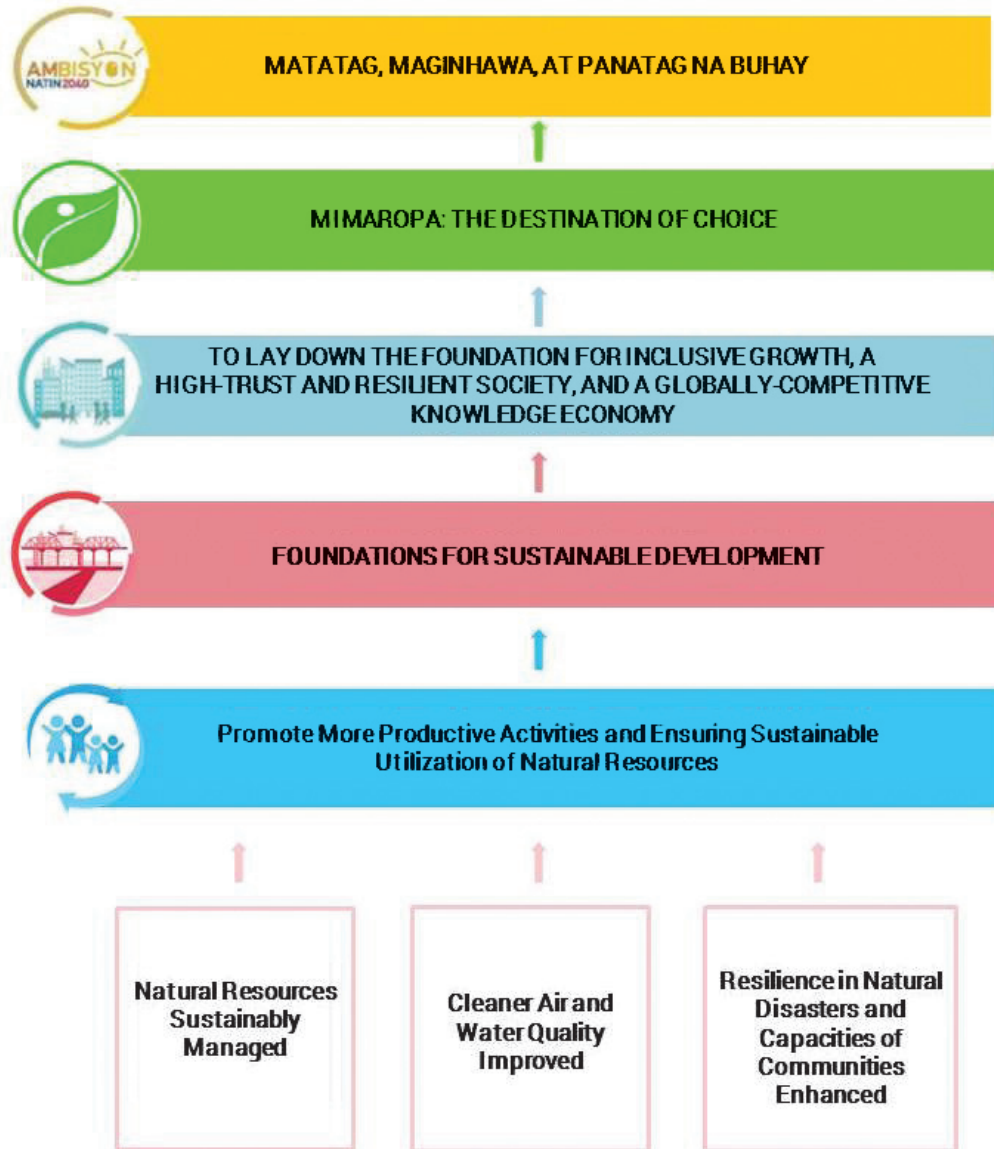 AMBISYON
NATIN2040
MATATAG, MAGINHAWA, AT PANATAG NA BUHAY
MIMAROPA: THE DESTINATION OF CHOICE
TO LAY DOWN THE FOUNDATION FOR INCLUSIVE GROWTH, A
HIGH-TRUST AND RESILIENT SOCIETY, AND A GLOBALLY-COMPETITIVE
KNOWLEDGE ECONOMY
FOUNDATIONS FOR SUSTAINABLE DEVELOPMENT
Promote More Productive Activities and Ensuring Sustainable
Utilization of Natural Resources
Natural Resources
Sustainably
Managed
Cleaner Air and
Water Quality
Improved
Resilience in Natural
Disasters and
Capacities of
Communities
Enhanced